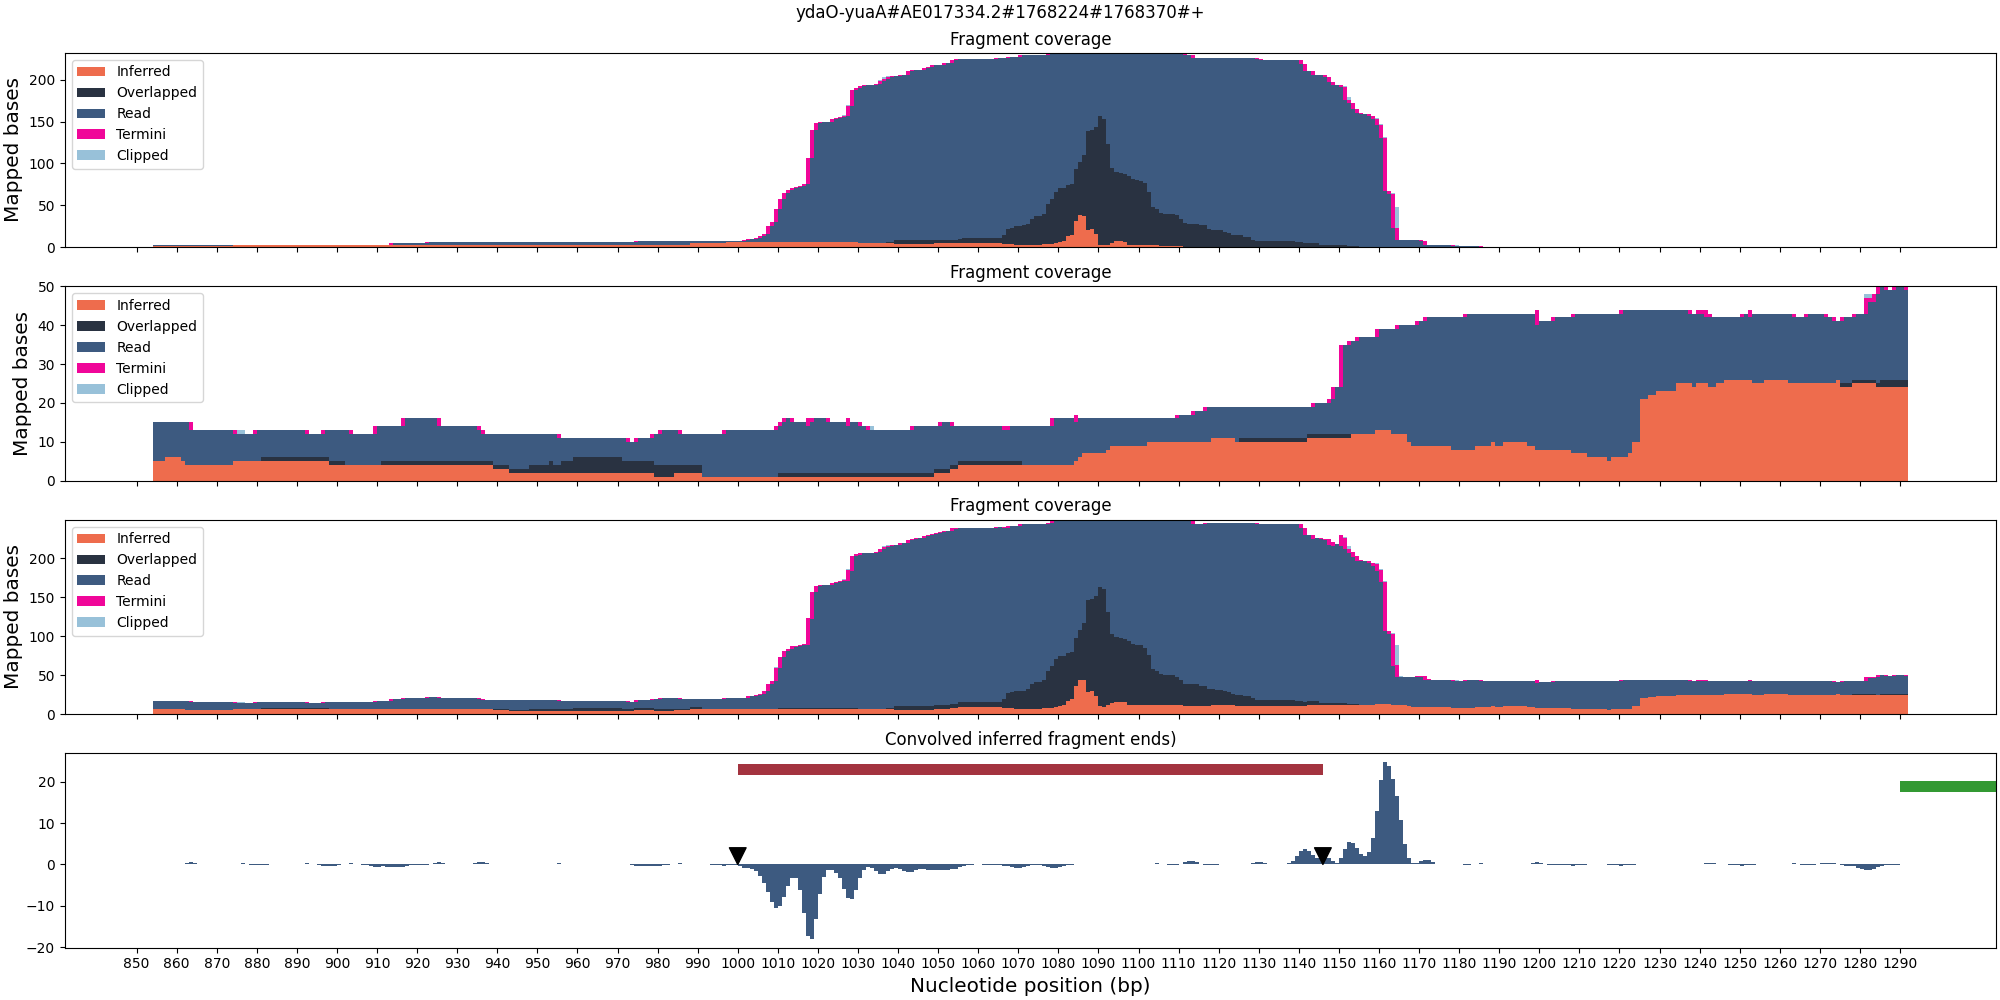 ydaO-yuaA#AE017334.2#1768224#1768370#+
Fragment coverage
Mapped bases
200
150
100
50
0
Inferred
Overlapped
Read
Termini
Clipped
Fragment coverage
Mapped bases
50
40
30
20
10
0
Inferred
Overlapped
Read
Termini
Clipped
Fragment coverage
Mapped bases
200
150
100
50
0
Inferred
Overlapped
Read
Termini
Clipped
Convolved inferred fragment ends)
20
10
0
−10
−20
850 860 870 880 890 900 910 920 930 940 950 960 970 980 990 1000 1010 1020 1030 1040 1050 1060 1070 1080 1090 1100 1110 1120 1130 1140 1150 1160 1170 1180 1190 1200 1210 1220 1230 1240 1250 1260 1270 1280 1290
Nucleotide position (bp)